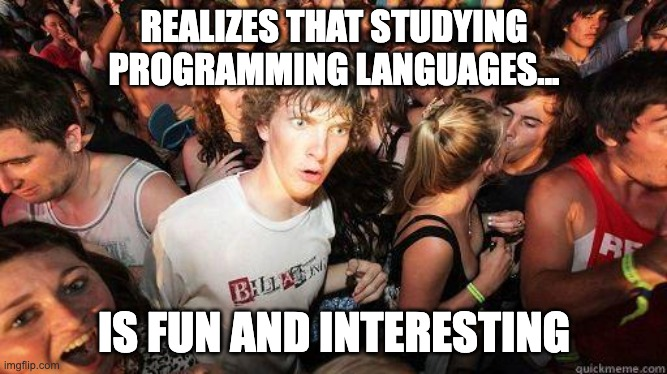 REALIZES THAT STUDYING
PROGRAMMING LANGUAGES...
IS FUN AND INTERESTING
imgflip.com
quickmeme.com